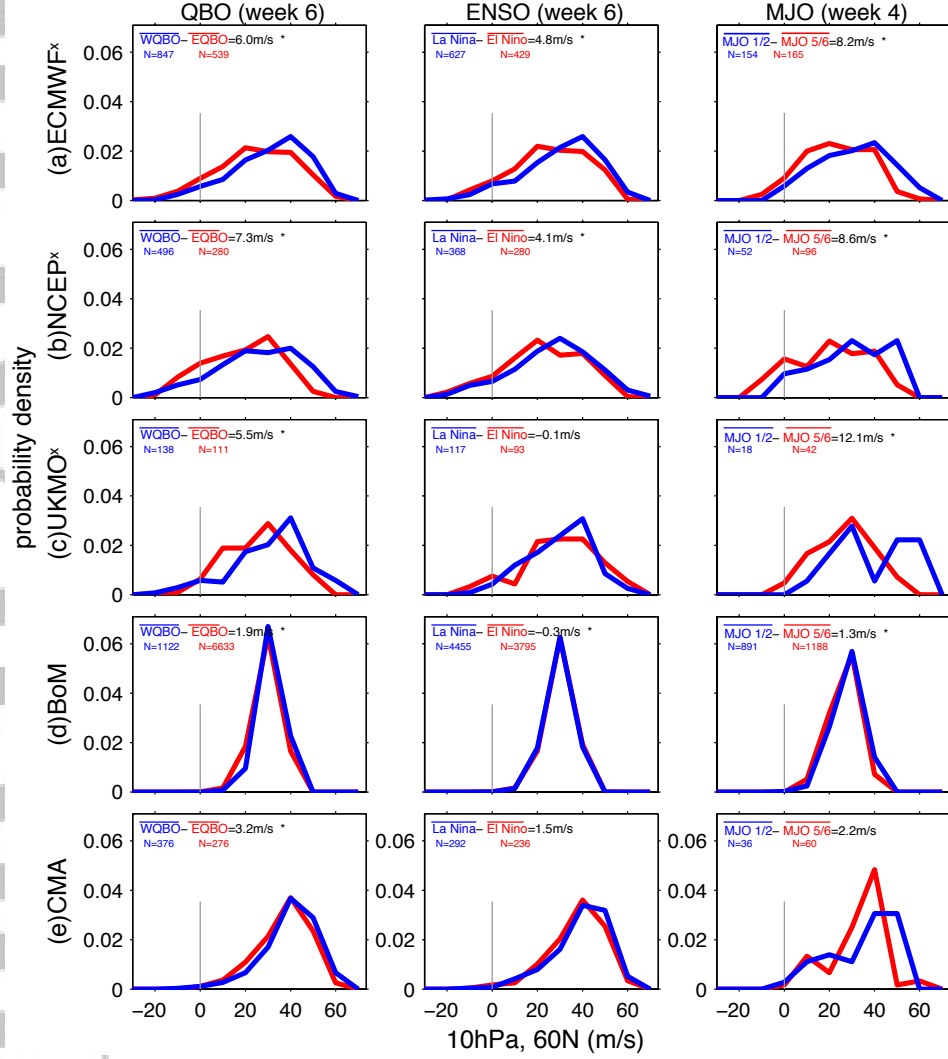 QBO (week 6) ENSO (week 6) MJO (week 4)
(a)ECMWFx
0.06
0.04
0.02
0
WQBO− EQBO=6.0m/s *
N=847 N=539
La Nina− El Nino=4.8m/s *
N=627 N=429
MJO 1/2− MJO 5/6=8.2m/s *
N=154 N=165
(b)NCEPx
0.06
0.04
0.02
0
WQBO− EQBO=7.3m/s *
N=496 N=280
La Nina− El Nino=4.1m/s *
N=368 N=280
MJO 1/2− MJO 5/6=8.6m/s *
N=52 N=96
probability density
(c)UKMOx
0.06
0.04
0.02
0
WQBO− EQBO=5.5m/s *
N=138 N=111
La Nina− El Nino=−0.1m/s
N=117 N=93
MJO 1/2− MJO 5/6=12.1m/s *
N=18 N=42
(d)BoM
0.06
0.04
0.02
0
WQBO− EQBO=1.9m/s *
N=1122 N=6633
La Nina− El Nino=−0.3m/s *
N=4455 N=3795
MJO 1/2− MJO 5/6=1.3m/s *
N=891 N=1188
(e)CMA
0.06 0.06 0.06
0.04 0.04 0.04
0.02 0.02 0.02
0 0 0
WQBO− EQBO=3.2m/s *
N=376 N=276
La Nina− El Nino=1.5m/s
N=292 N=236
MJO 1/2− MJO 5/6=2.2m/s
N=36 N=60
−20 0 20 40 60 −20 0 20 40 60 −20 0 20 40 60
10hPa, 60N (m/s)